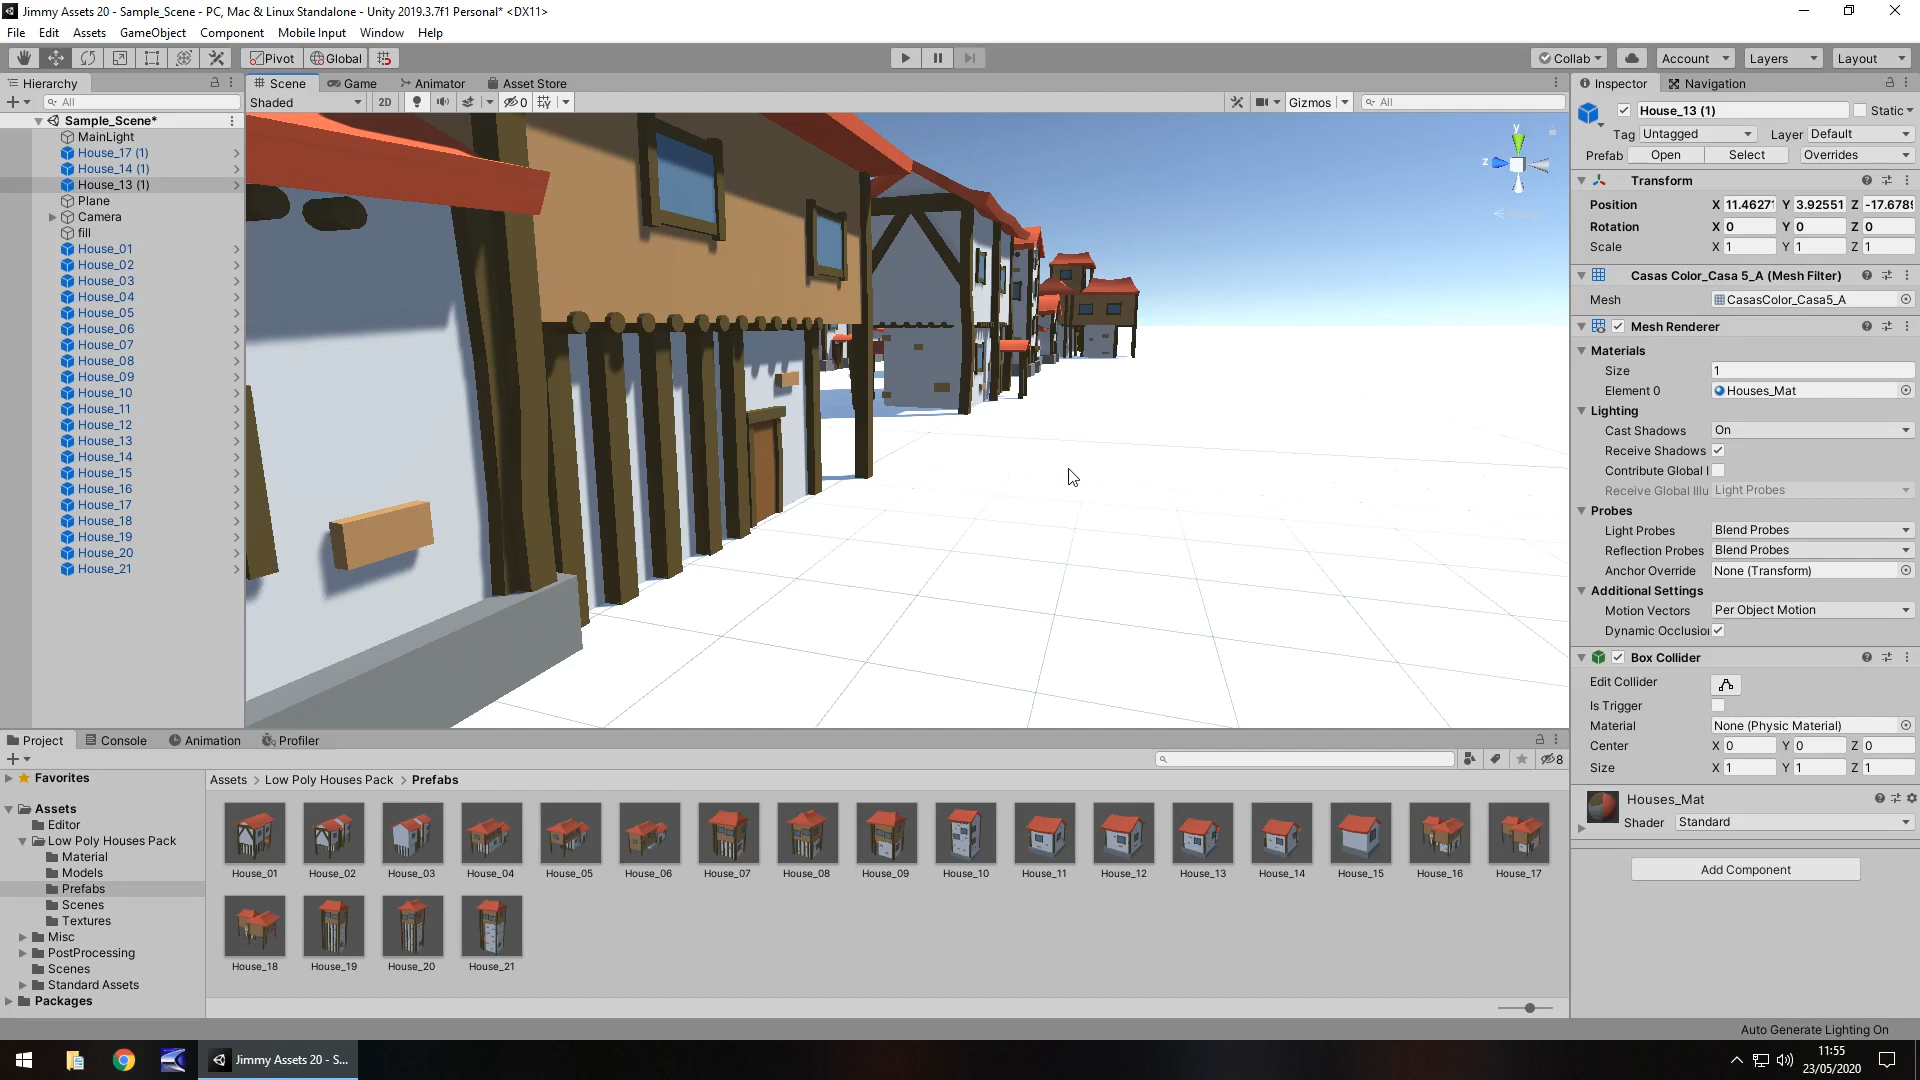 Jimmy Assets 20 - Sample_Scene - PC, Mac & Linux Standalone - Unity 2019.3.7f1 Personal* <DX11>
File Edit Assets GameObject Component Mobile Input Window Help
Pivot Global Collab Account Layers Layout
Hierarchy
All
Sample_Scene*
MainLight
House_17 (1)
House_14 (1)
House_13 (1)
Plane
Camera
fill
House_01
House_02
House_03
House_04
House_05
House_06
House_07
House_08
House_09
House_10
House_11
House_12
House_13
House_14
House_15
House_16
House_17
House_18
House_19
House_20
House_21
Scene Game Animator Asset Store
Shaded 2D 0 Gizmos All
y
z
Inspector Navigation
House_13 (1) Static
Tag Untagged Layer Default
Prefab Open Select Overrides
Transform
Position X 11.4627 Y 3.92551 Z -17.678
Rotation X 0 Y 0 Z 0
Scale X 1 Y 1 Z 1
Casas Color_Casa 5_A (Mesh Filter)
Mesh CasasColor_Casa5_A
Mesh Renderer
Materials
Size 1
Element 0 Houses_Mat
Lighting
Cast Shadows On
Receive Shadows
Contribute Global I
Receive Global Illu Light Probes
Probes
Light Probes Blend Probes
Reflection Probes Blend Probes
Anchor Override None (Transform)
Additional Settings
Motion Vectors Per Object Motion
Dynamic Occlusion
Box Collider
Edit Collider
Is Trigger
Material None (Physic Material)
Center X 0 Y 0 Z 0
Size X 1 Y 1 Z 1
Houses_Mat
Shader Standard
Add Component
Project Console Animation Profiler
8
Favorites
Assets
Editor
Low Poly Houses Pack
Material
Models
Prefabs
Scenes
Textures
Misc
PostProcessing
Scenes
Standard Assets
Packages
Assets > Low Poly Houses Pack > Prefabs
House_01 House_02 House_03 House_04 House_05 House_06 House_07 House_08 House_09 House_10 House_11 House_12 House_13 House_14 House_15 House_16 House_17
House_18 House_19 House_20 House_21
Auto Generate Lighting On
Jimmy Assets 20 - S...
11:55
23/05/2020